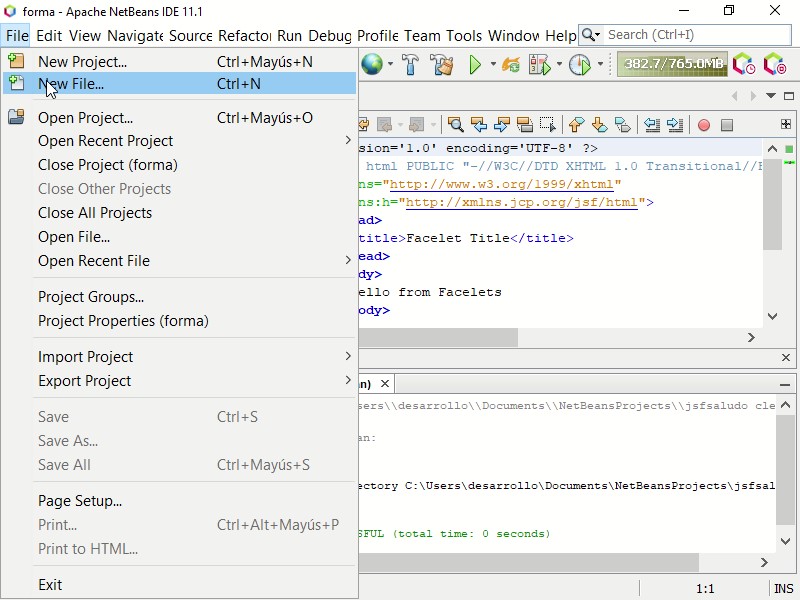 forma - Apache NetBeans IDE 11.1
File Edit View Navigate Source Refactor Run Debug Profile Team Tools Window Help Search (Ctrl+I)
382.7/765.0MB
New Project... Ctrl+Mayús+N
New File... Ctrl+N
Open Project... Ctrl+Mayús+O
Open Recent Project
Close Project (forma)
Close Other Projects
Close All Projects
Open File...
Open Recent File
Project Groups...
Project Properties (forma)
Import Project
Export Project
Save Ctrl+S
Save As...
Save All Ctrl+Mayús+S
Page Setup...
Print... Ctrl+Alt+Mayús+P
Print to HTML...
Exit
sion='1.0' encoding='UTF-8' ?>
html PUBLIC "-//W3C//DTD XHTML 1.0 Transitional//E
ns="http://www.w3.org/1999/xhtml"
ns:h="http://xmlns.jcp.org/jsf/html">
ad>
title>Facelet Title</title>
ead>
dy>
ello from Facelets
ody>
n)
sers\\desarrollo\\Documents\\NetBeansProjects\\jsfsaludo cle
an:
ectory C:\Users\desarrollo\Documents\NetBeansProjects\jsfsal
SFUL (total time: 0 seconds)
1:1 INS